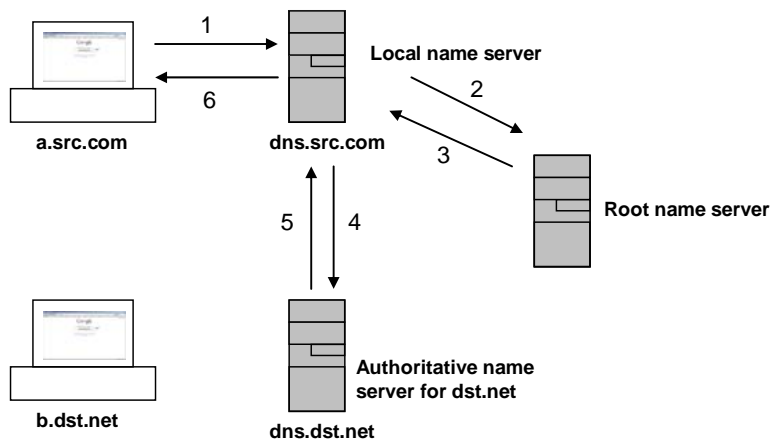 1
Local name server
2
6
a.src.com
dns.src.com
3
Root name server
5
4
Authoritative name
server for dst.net
b.dst.net
dns.dst.net